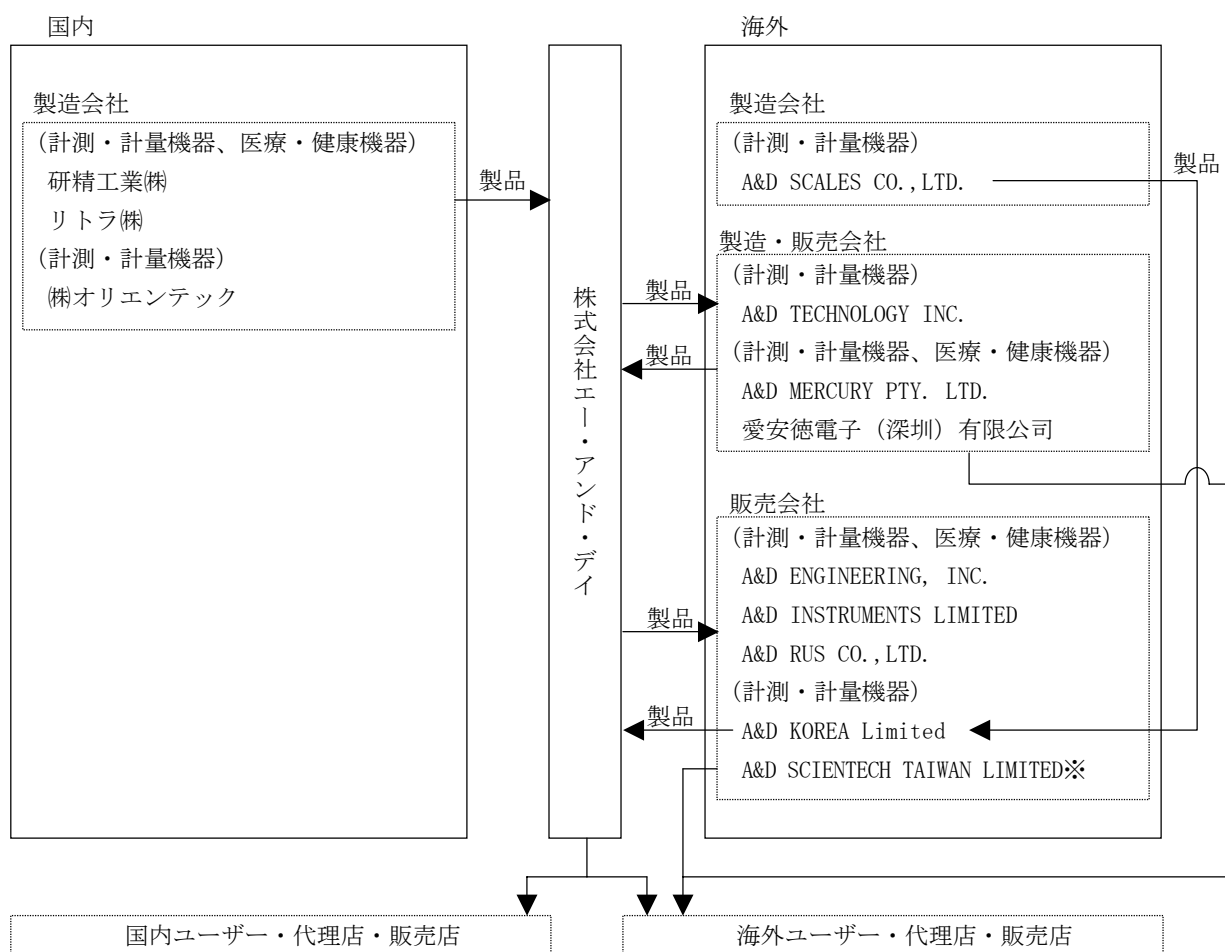 国内
製造会社
(計測・計量機器、医療・健康機器)
研精工業㈱
リトラ㈱
(計測・計量機器)
㈱オリエンテック
製品
株式会社エー・アンド・デイ
海外
製造会社
(計測・計量機器)
A&D SCALES CO.,LTD.
製品
製造・販売会社
(計測・計量機器)
A&D TECHNOLOGY INC.
(計測・計量機器、医療・健康機器)
A&D MERCURY PTY. LTD.
愛安徳電子（深圳）有限公司
製品
製品
販売会社
(計測・計量機器、医療・健康機器)
A&D ENGINEERING, INC.
A&D INSTRUMENTS LIMITED
A&D RUS CO.,LTD.
(計測・計量機器)
A&D KOREA Limited
A&D SCIENTECH TAIWAN LIMITED※
製品
製品
国内ユーザー・代理店・販売店
海外ユーザー・代理店・販売店